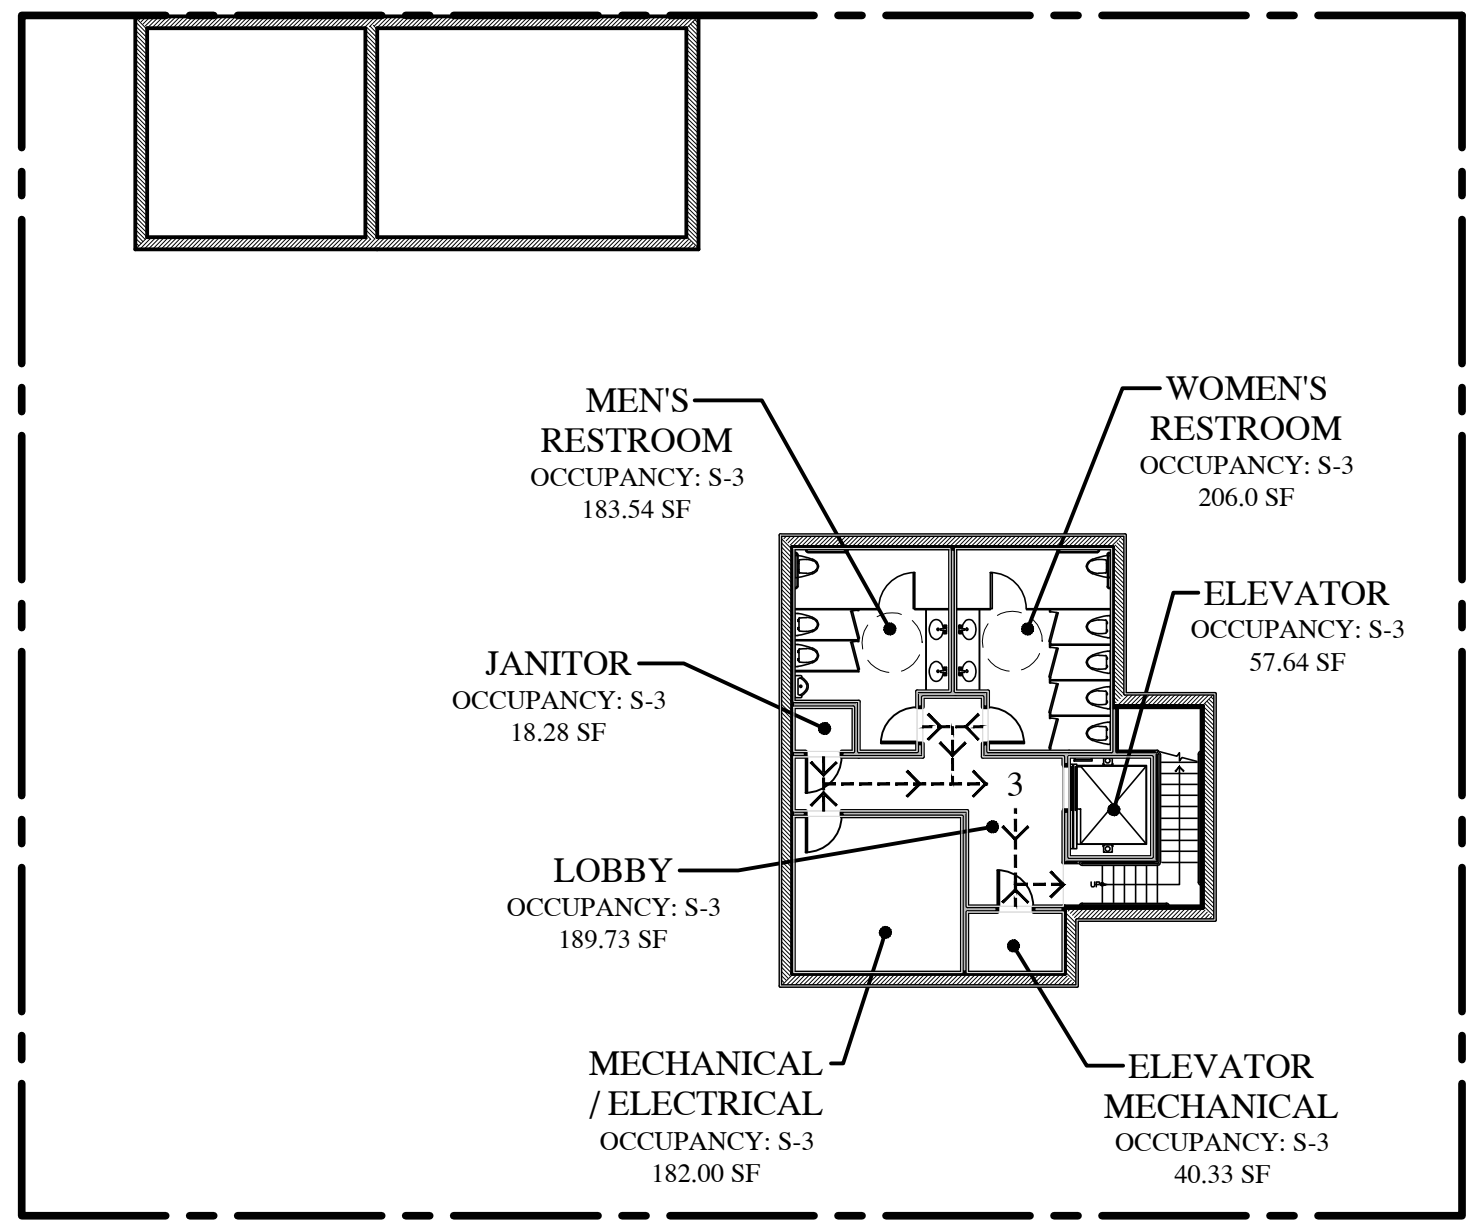 MEN'S
RESTROOM
OCCUPANCY: S-3
183.54 SF
WOMEN'S
RESTROOM
OCCUPANCY: S-3
206.0 SF
ELEVATOR
OCCUPANCY: S-3
57.64 SF
JANITOR
OCCUPANCY: S-3
18.28 SF
3
LOBBY
OCCUPANCY: S-3
189.73 SF
UP
MECHANICAL
/ ELECTRICAL
OCCUPANCY: S-3
182.00 SF
ELEVATOR
MECHANICAL
OCCUPANCY: S-3
40.33 SF